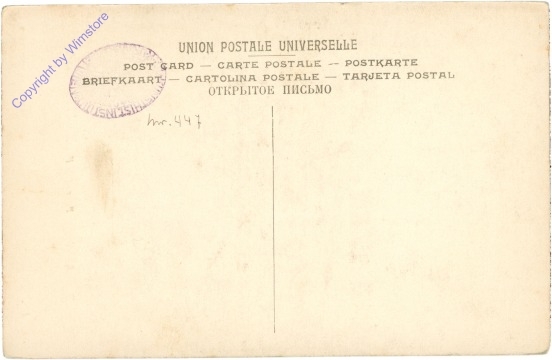 Copyright by Wimstore
UNION POSTALE UNIVERSELLE
POST CARD — CARTE POSTALE — POSTKARTE
BRIEFKAART — CARTOLINA POSTALE — TARJETA POSTAL
ОТКРЫТОЕ ПИСЬМО
nr. 447